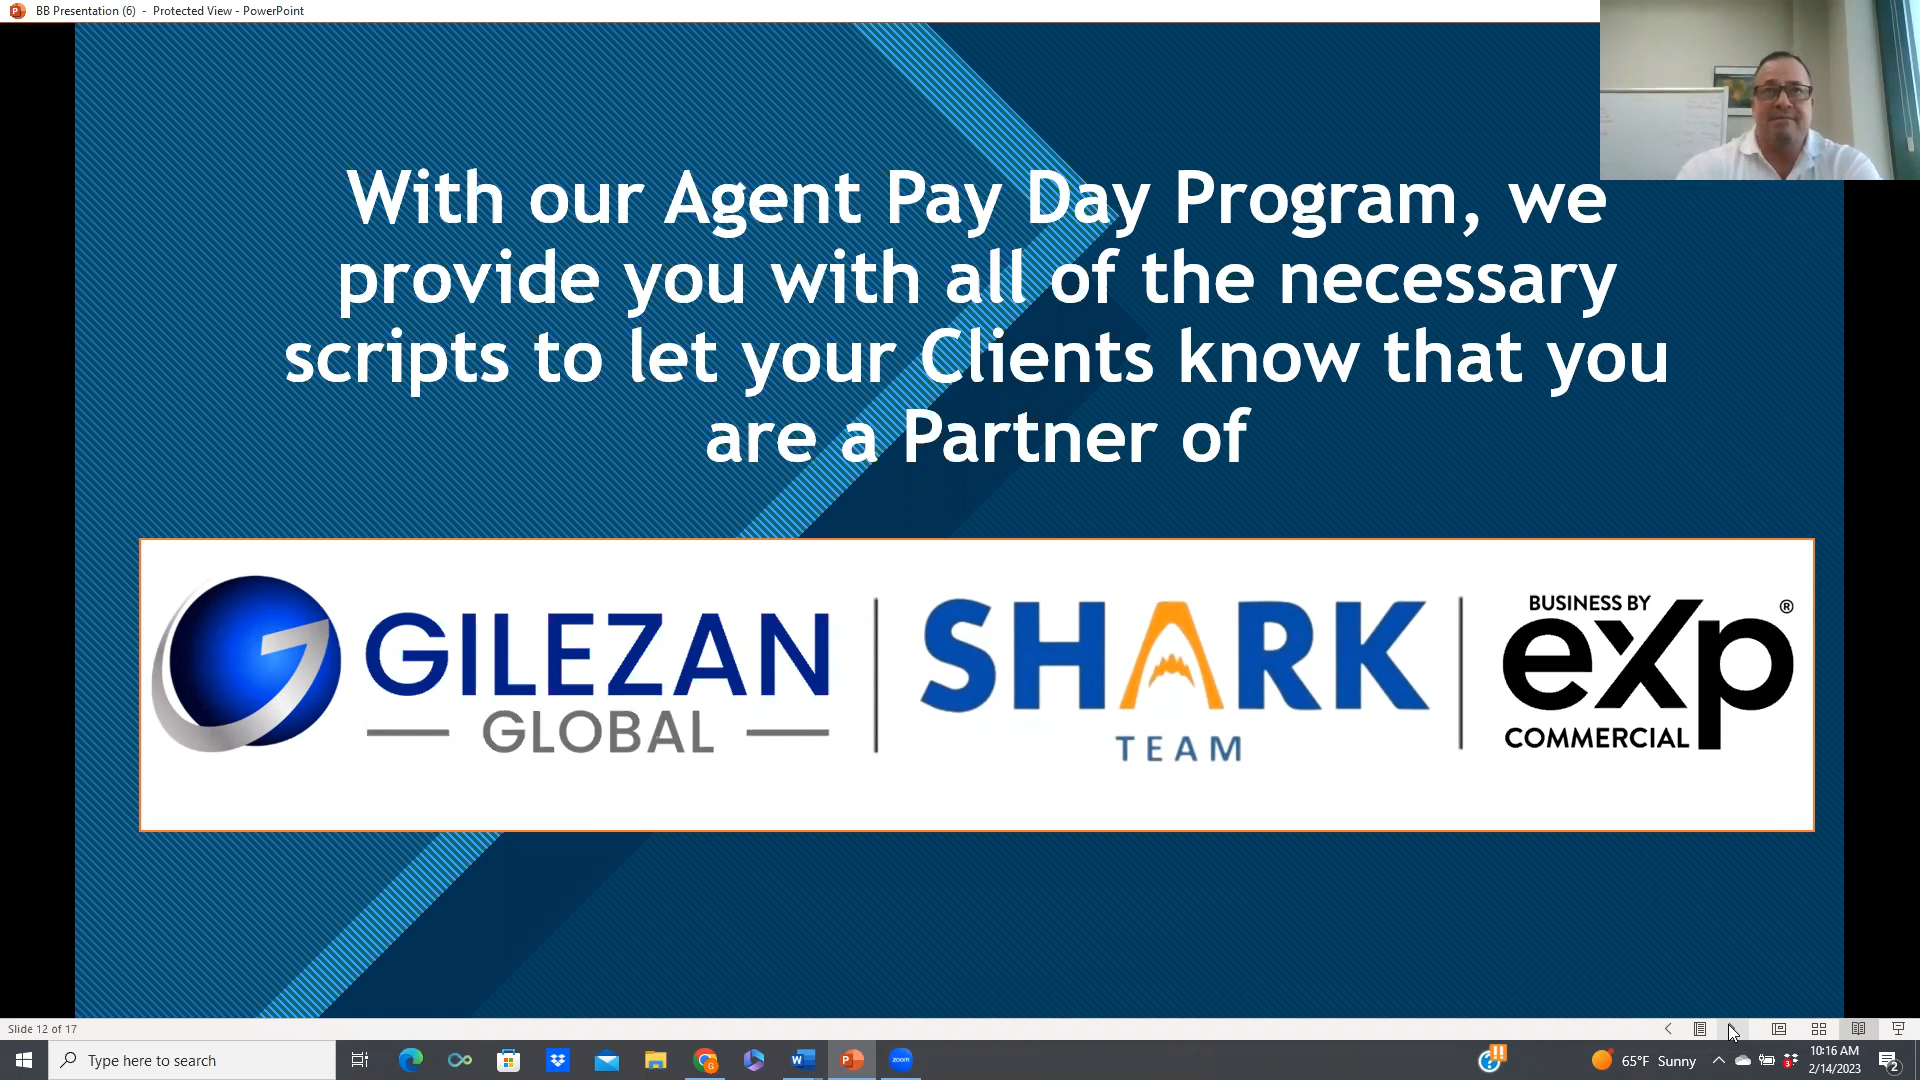 BB Presentation (6) - Protected View - PowerPoint
With our Agent Pay Day Program, we
provide you with all of the necessary
scripts to let your Clients know that you
are a Partner of
GILEZAN
GLOBAL
SHARK
TEAM
BUSINESS BY
eXp®
COMMERCIAL
Slide 12 of 17
Type here to search
zoom
65°F Sunny
10:16 AM
2/14/2023
2